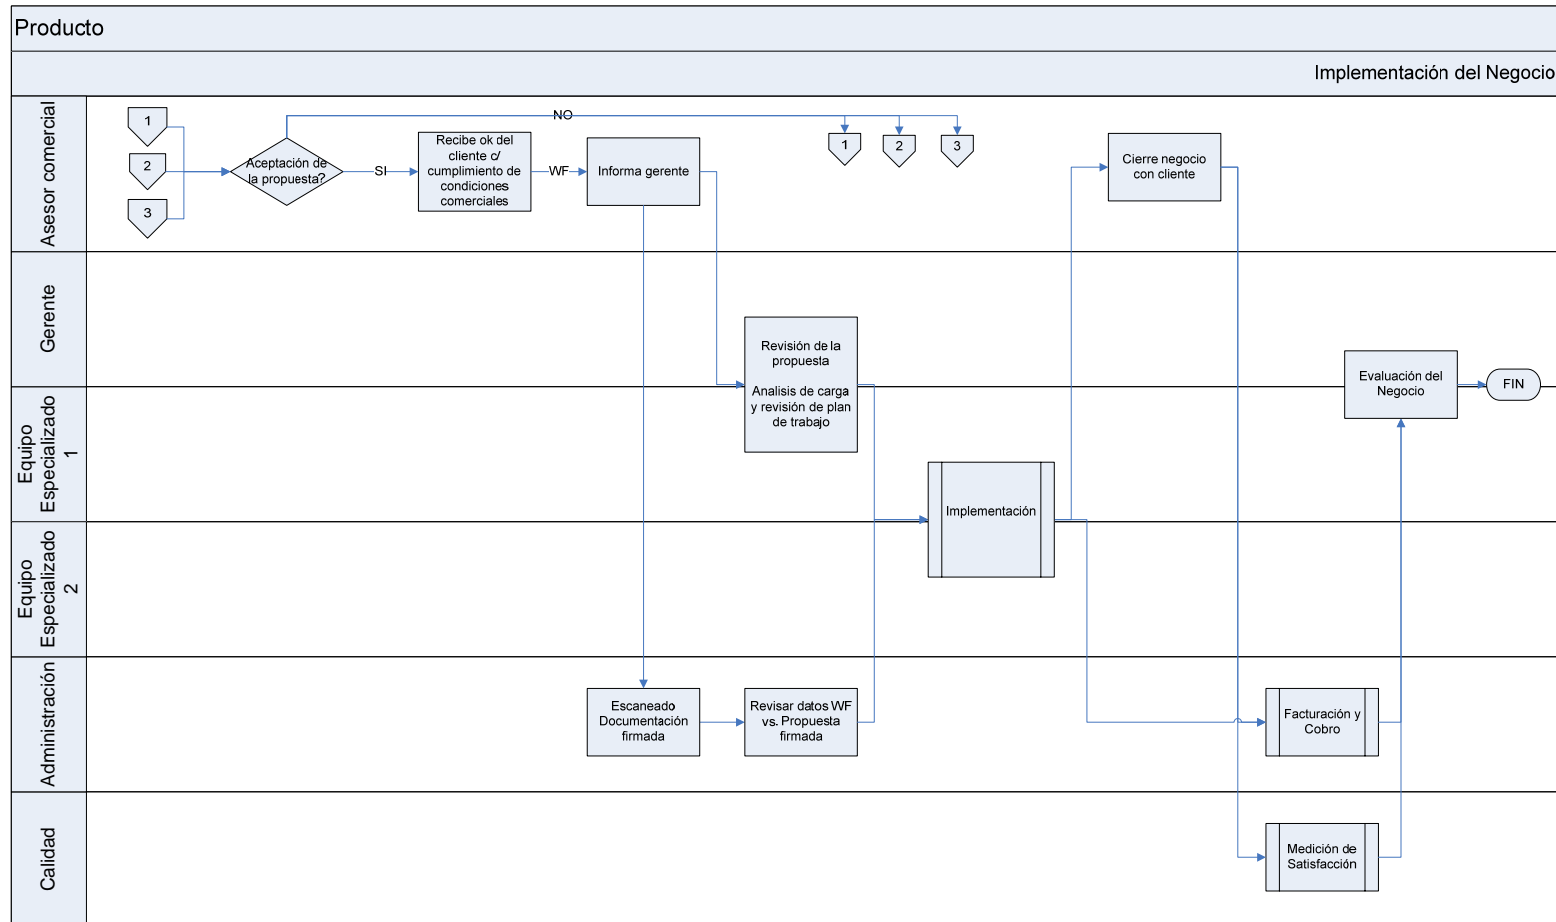 Producto
Implementación del Negocio
Asesor comercial
1
2
3
Aceptación de
la propuesta?
SI
NO
Recibe ok del
cliente c/
cumplimiento de
condiciones
comerciales
WF
Informa gerente
1
2
3
Cierre negocio
con cliente
Gerente
Revisión de la
propuesta
Analisis de carga
y revisión de plan
de trabajo
Evaluación del
Negocio
FIN
Equipo
Especializado
1
Implementación
Equipo
Especializado
2
Administración
Escaneado
Documentación
firmada
Revisar datos WF
vs. Propuesta
firmada
Facturación y
Cobro
Calidad
Medición de
Satisfacción